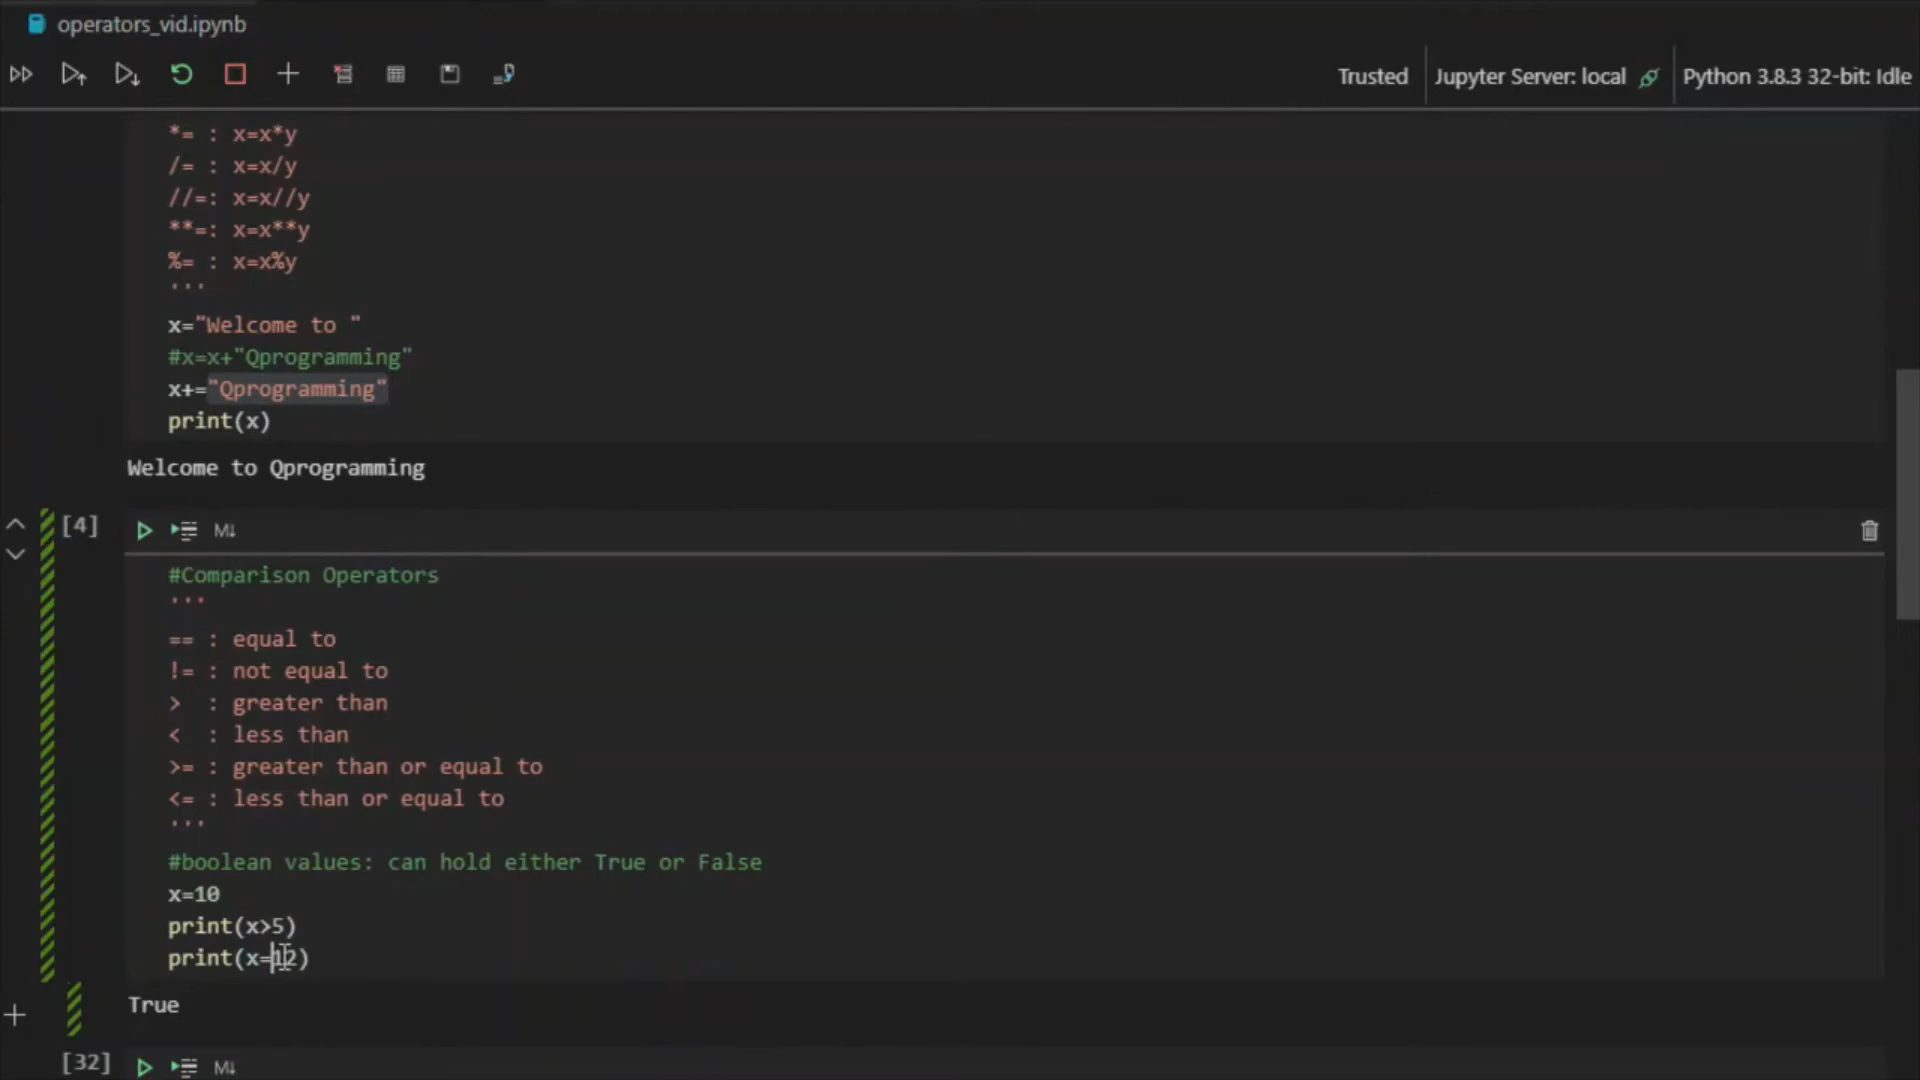 operators_vid.ipynb
Trusted
Jupyter Server: local
Python 3.8.3 32-bit: Idle
*= : x=x*y
/= : x=x/y
//=: x=x//y
**=: x=x**y
%= : x=x%y
'''
x="Welcome to "
#x=x+"Qprogramming"
x+="Qprogramming"
print(x)
Welcome to Qprogramming
[4]
M↓
#Comparison Operators
'''
== : equal to
!= : not equal to
>  : greater than
<  : less than
>= : greater than or equal to
<= : less than or equal to
'''
#boolean values: can hold either True or False
x=10
print(x>5)
print(x=12)
True
[32]
M↓